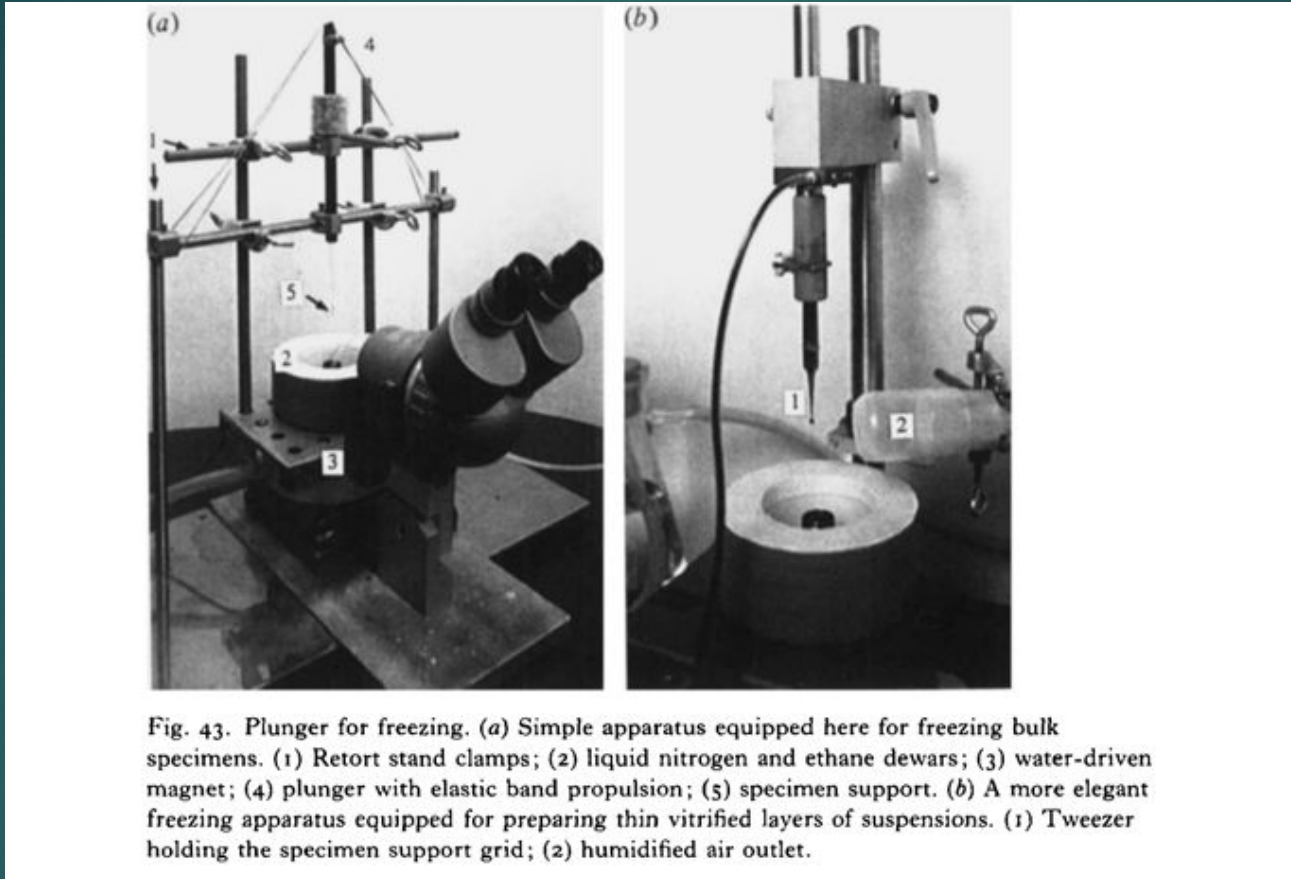 (a)
(b)
4
1
5
2
3
1
2
Fig. 43. Plunger for freezing. (a) Simple apparatus equipped here for freezing bulk
specimens. (1) Retort stand clamps; (2) liquid nitrogen and ethane dewars; (3) water-driven
magnet; (4) plunger with elastic band propulsion; (5) specimen support. (b) A more elegant
freezing apparatus equipped for preparing thin vitrified layers of suspensions. (1) Tweezer
holding the specimen support grid; (2) humidified air outlet.